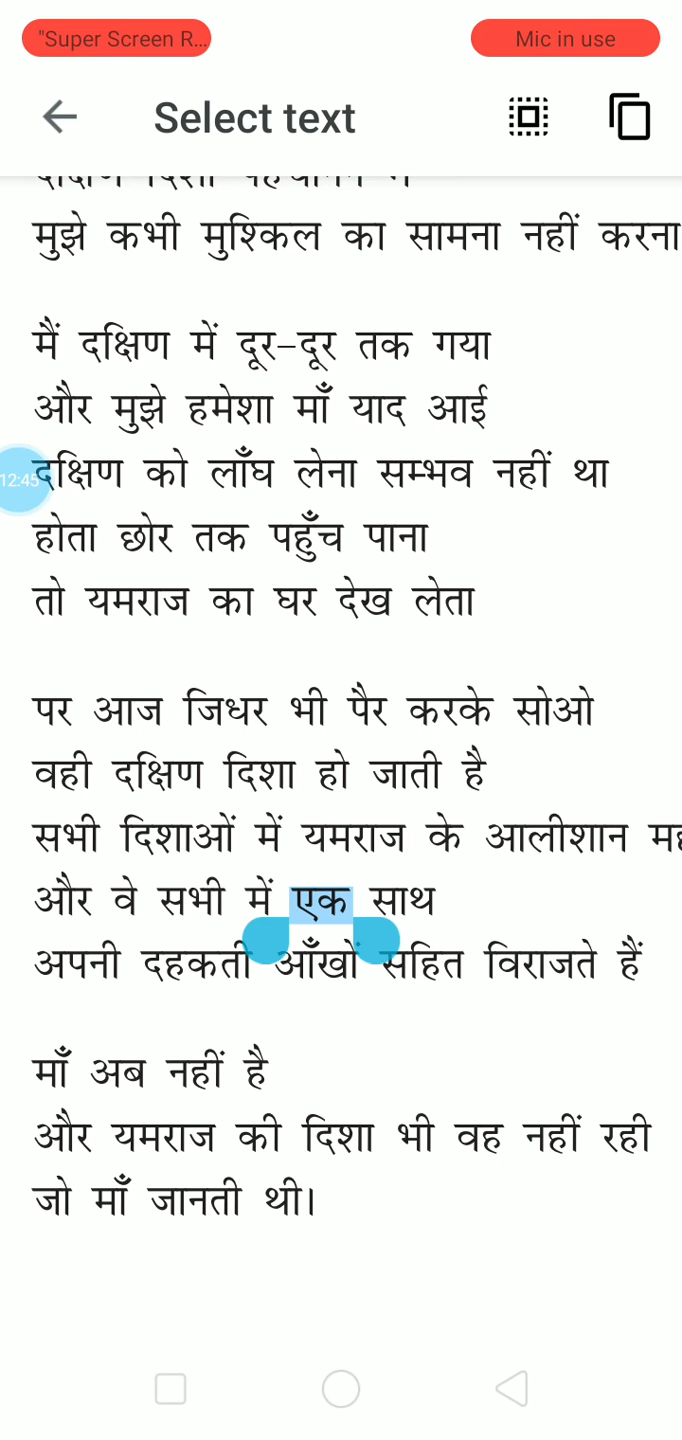 "Super Screen R...
Mic in use
Select text
मुझे कभी मुश्किल का सामना नहीं करना
मैं दक्षिण में दूर-दूर तक गया
और मुझे हमेशा माँ याद आई
12:45
दक्षिण को लाँघ लेना सम्भव नहीं था
होता छोर तक पहुँच पाना
तो यमराज का घर देख लेता
पर आज जिधर भी पैर करके सोओ
वही दक्षिण दिशा हो जाती है
सभी दिशाओं में यमराज के आलीशान
और वे सभी में एक साथ
अपनी दहकती आँखों सहित विराजते हैं
माँ अब नहीं है
और यमराज की दिशा भी वह नहीं रही
जो माँ जानती थी।